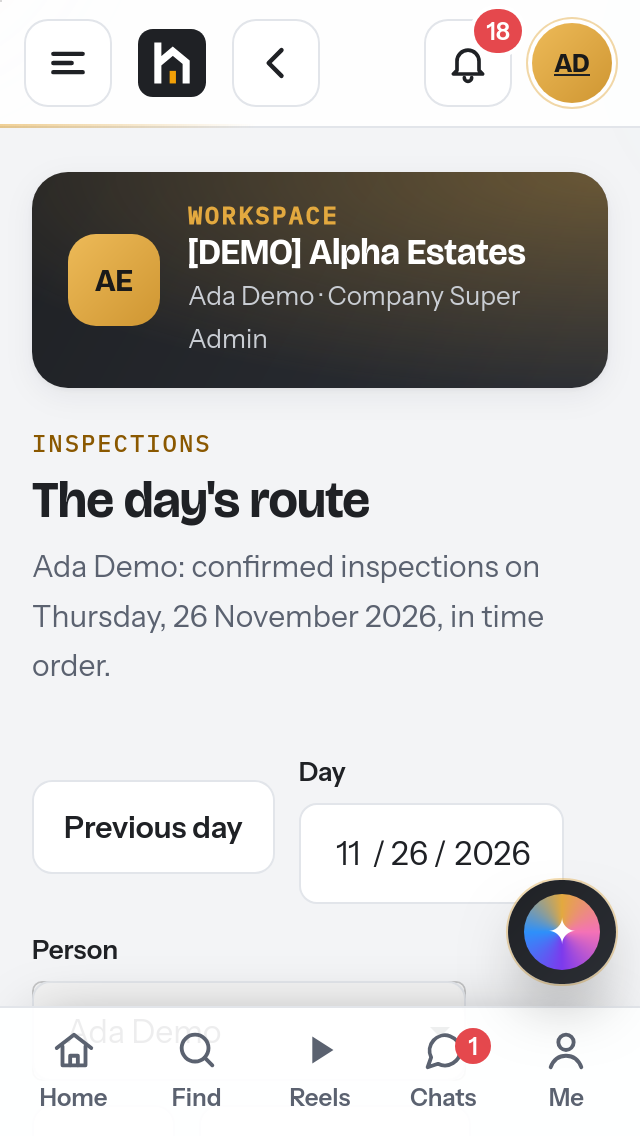 18
AD
AE
WORKSPACE
[DEMO] Alpha Estates
Ada Demo · Company Super
Admin
INSPECTIONS
The day's route
Ada Demo: confirmed inspections on
Thursday, 26 November 2026, in time
order.
Previous day
Day
11 / 26 / 2026
Person
Ada Demo
1
Home
Find
Reels
Chats
Me